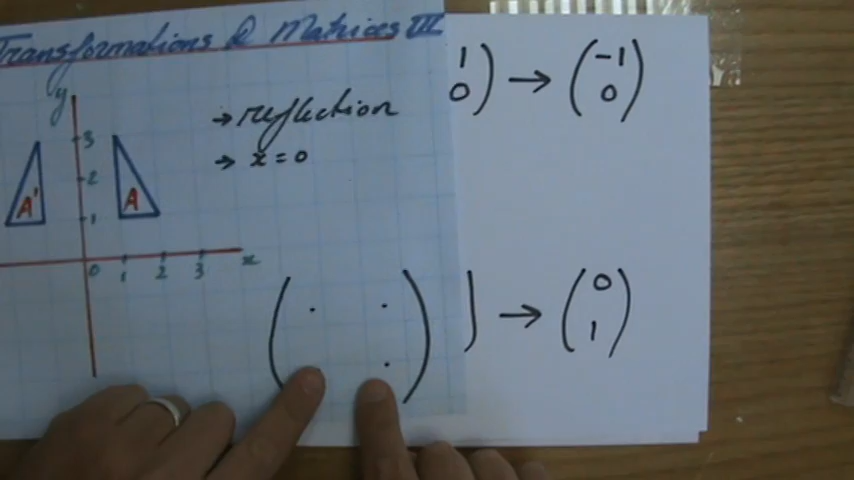 Transformations & Matrices III
y
→ reflection
→ x = 0
3
2
1
A'
A
0 1 2 3 x
1
0 ) → ( -1
0 )
) → ( 0
1 )
( . .
. )